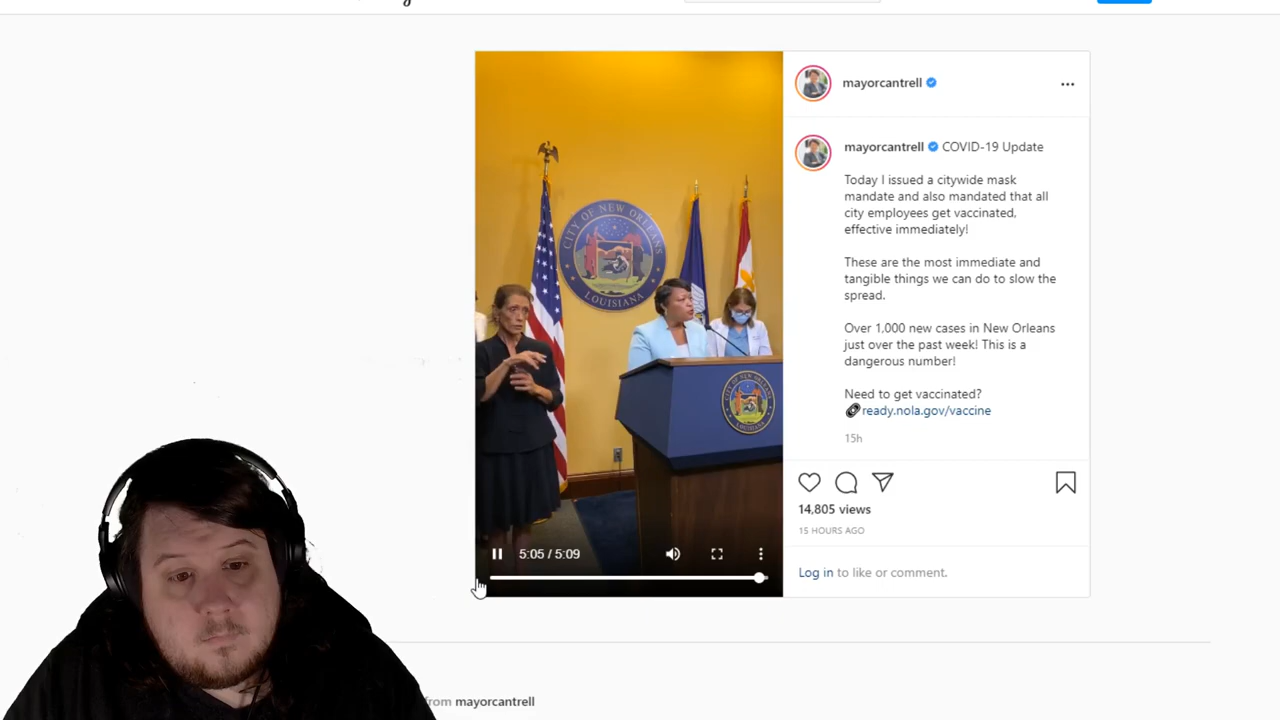 mayorcantrell
mayorcantrell COVID-19 Update
Today I issued a citywide mask
mandate and also mandated that all
city employees get vaccinated,
effective immediately!
These are the most immediate and
tangible things we can do to slow the
spread.
Over 1,000 new cases in New Orleans
just over the past week! This is a
dangerous number!
Need to get vaccinated?
ready.nola.gov/vaccine
15h
14,805 views
15 HOURS AGO
Log in to like or comment.
CITY OF NEW ORLEANS
LOUISIANA
5:05 / 5:09
from mayorcantrell